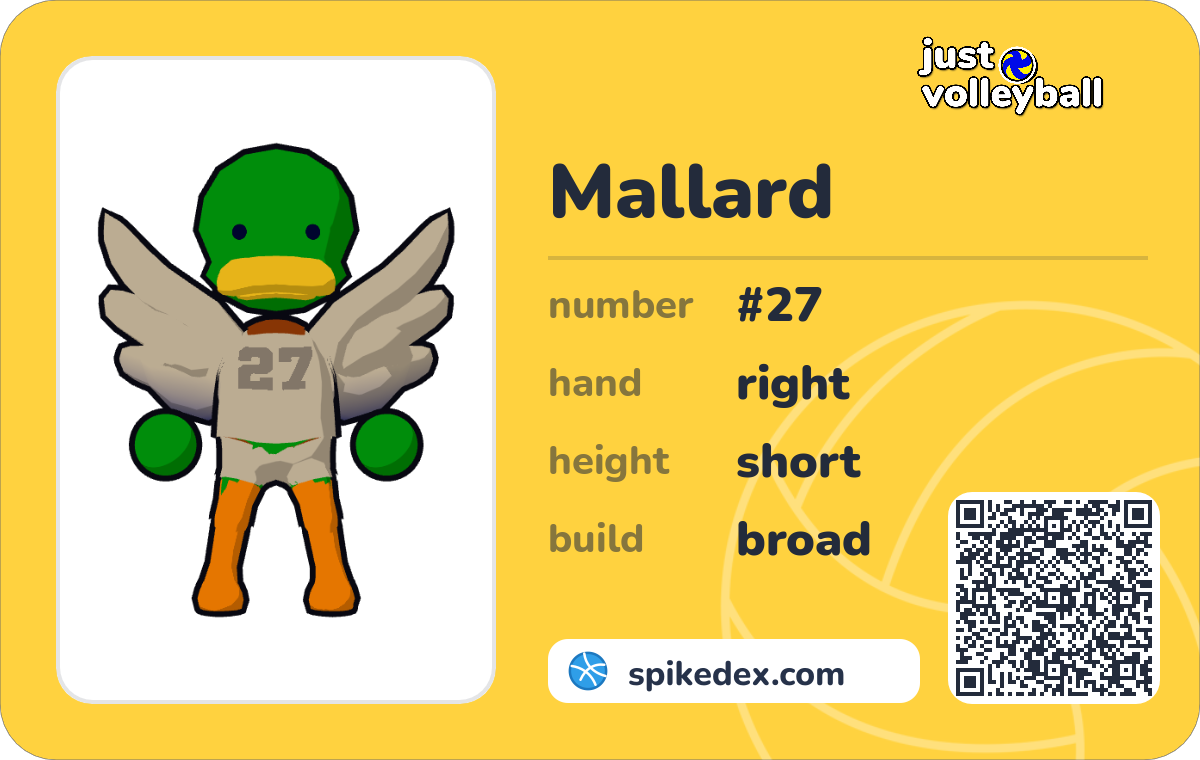 just
volleyball
Mallard
number #27
hand right
height short
build broad
27
spikedex.com